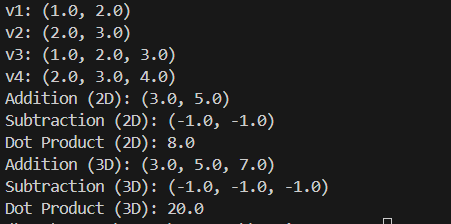 v1: (1.0, 2.0)
v2: (2.0, 3.0)
v3: (1.0, 2.0, 3.0)
v4: (2.0, 3.0, 4.0)
Addition (2D): (3.0, 5.0)
Subtraction (2D): (-1.0, -1.0)
Dot Product (2D): 8.0
Addition (3D): (3.0, 5.0, 7.0)
Subtraction (3D): (-1.0, -1.0, -1.0)
Dot Product (3D): 20.0